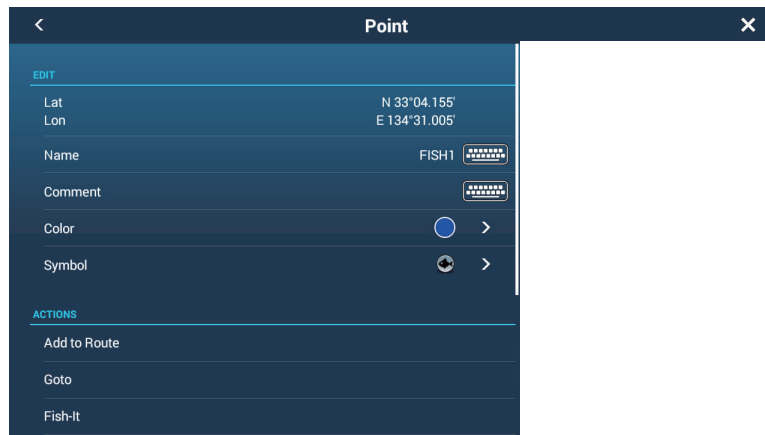 Point
EDIT
Lat N 33°04.155'
Lon E 134°31.005'
Name FISH1
Comment
Color
Symbol
ACTIONS
Add to Route
Goto
Fish-It